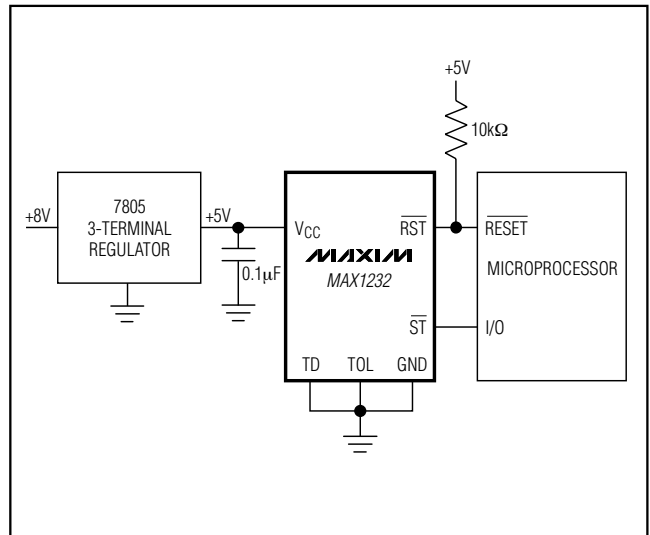 +5V
10kΩ
+8V
7805
3-TERMINAL
REGULATOR
+5V
0.1μF
VCC
RST
MAXIM
MAX1232
ST
TD TOL GND
RESET
MICROPROCESSOR
I/O